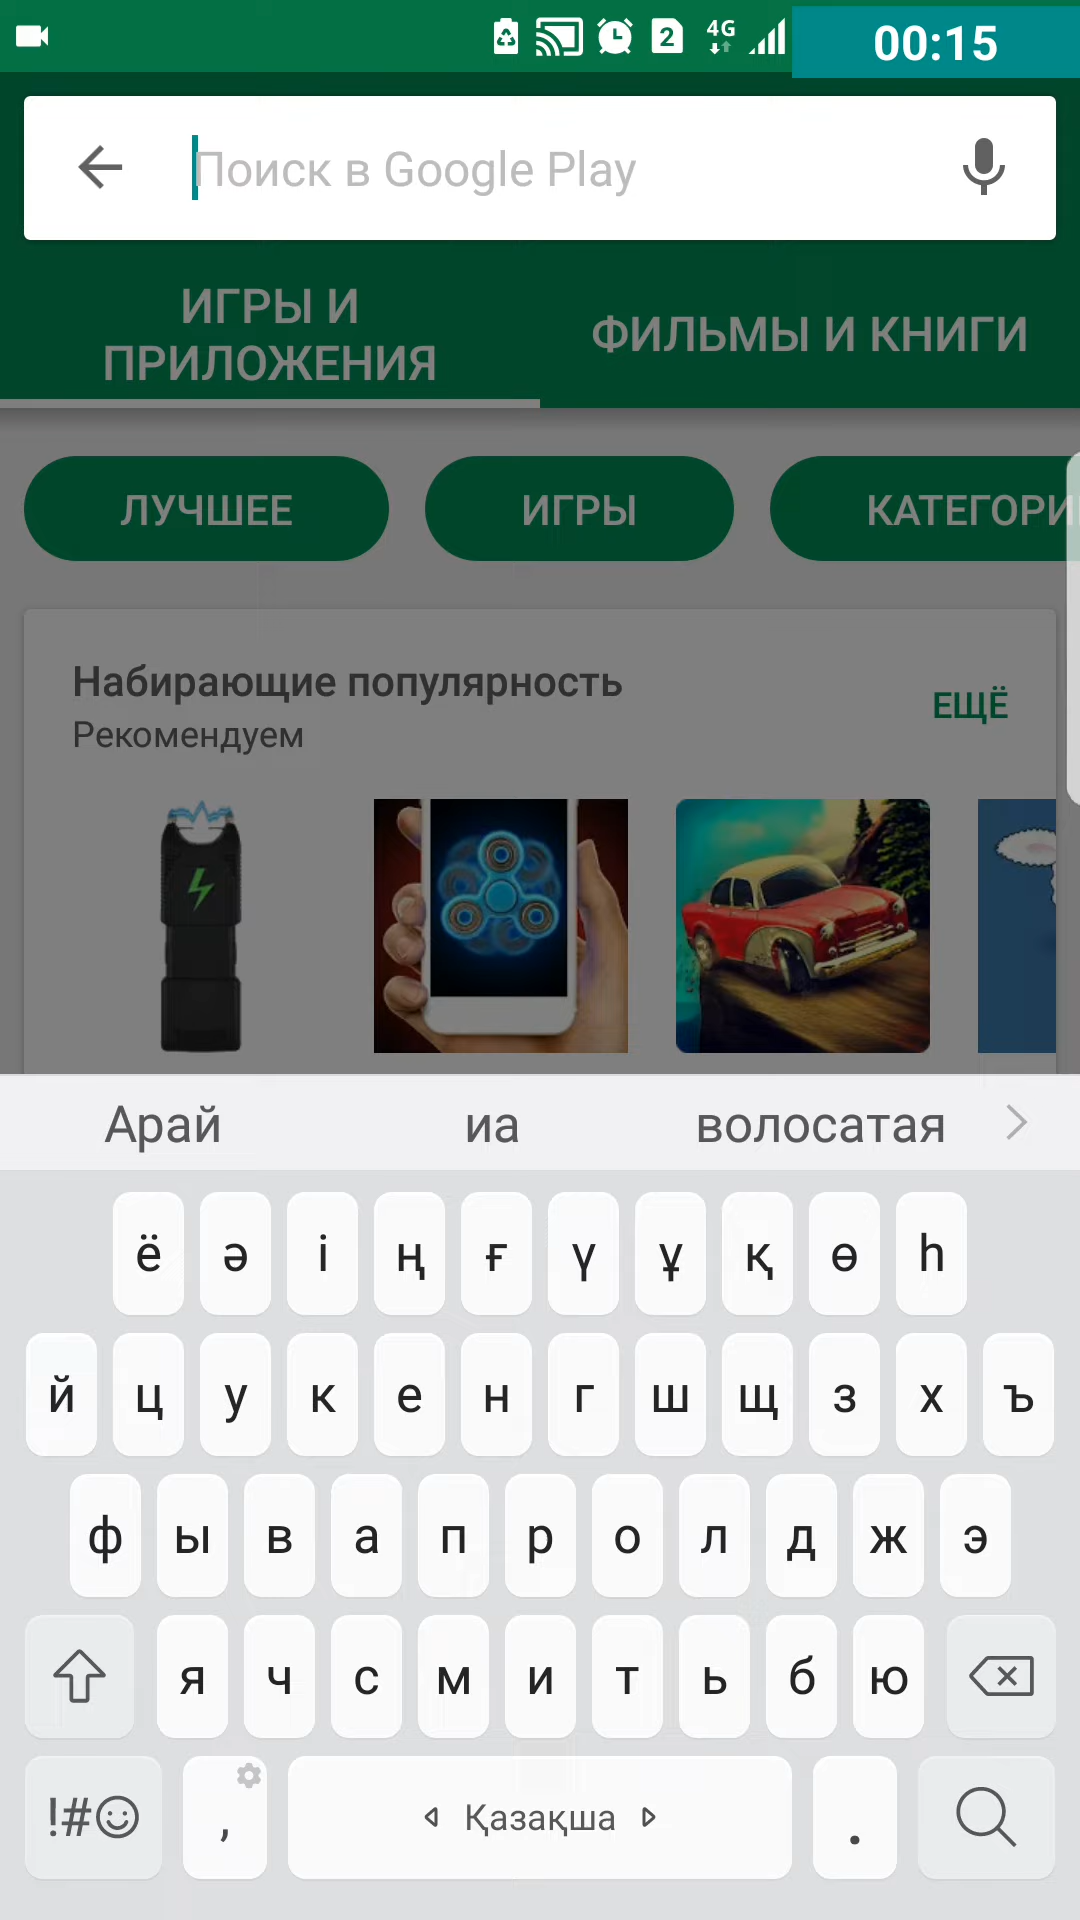 2 4G 00:15
Поиск в Google Play
ИГРЫ И
ПРИЛОЖЕНИЯ
ФИЛЬМЫ И КНИГИ
ЛУЧШЕЕ ИГРЫ КАТЕГОРИ
Набирающие популярность
Рекомендуем
ЕЩЁ
Арай иа волосатая
ё ә і ң ғ ү ұ қ ө һ
й ц у к е н г ш щ з х ъ
ф ы в а п р о л д ж э
я ч с м и т ь б ю
!#☺ , Қазақша .